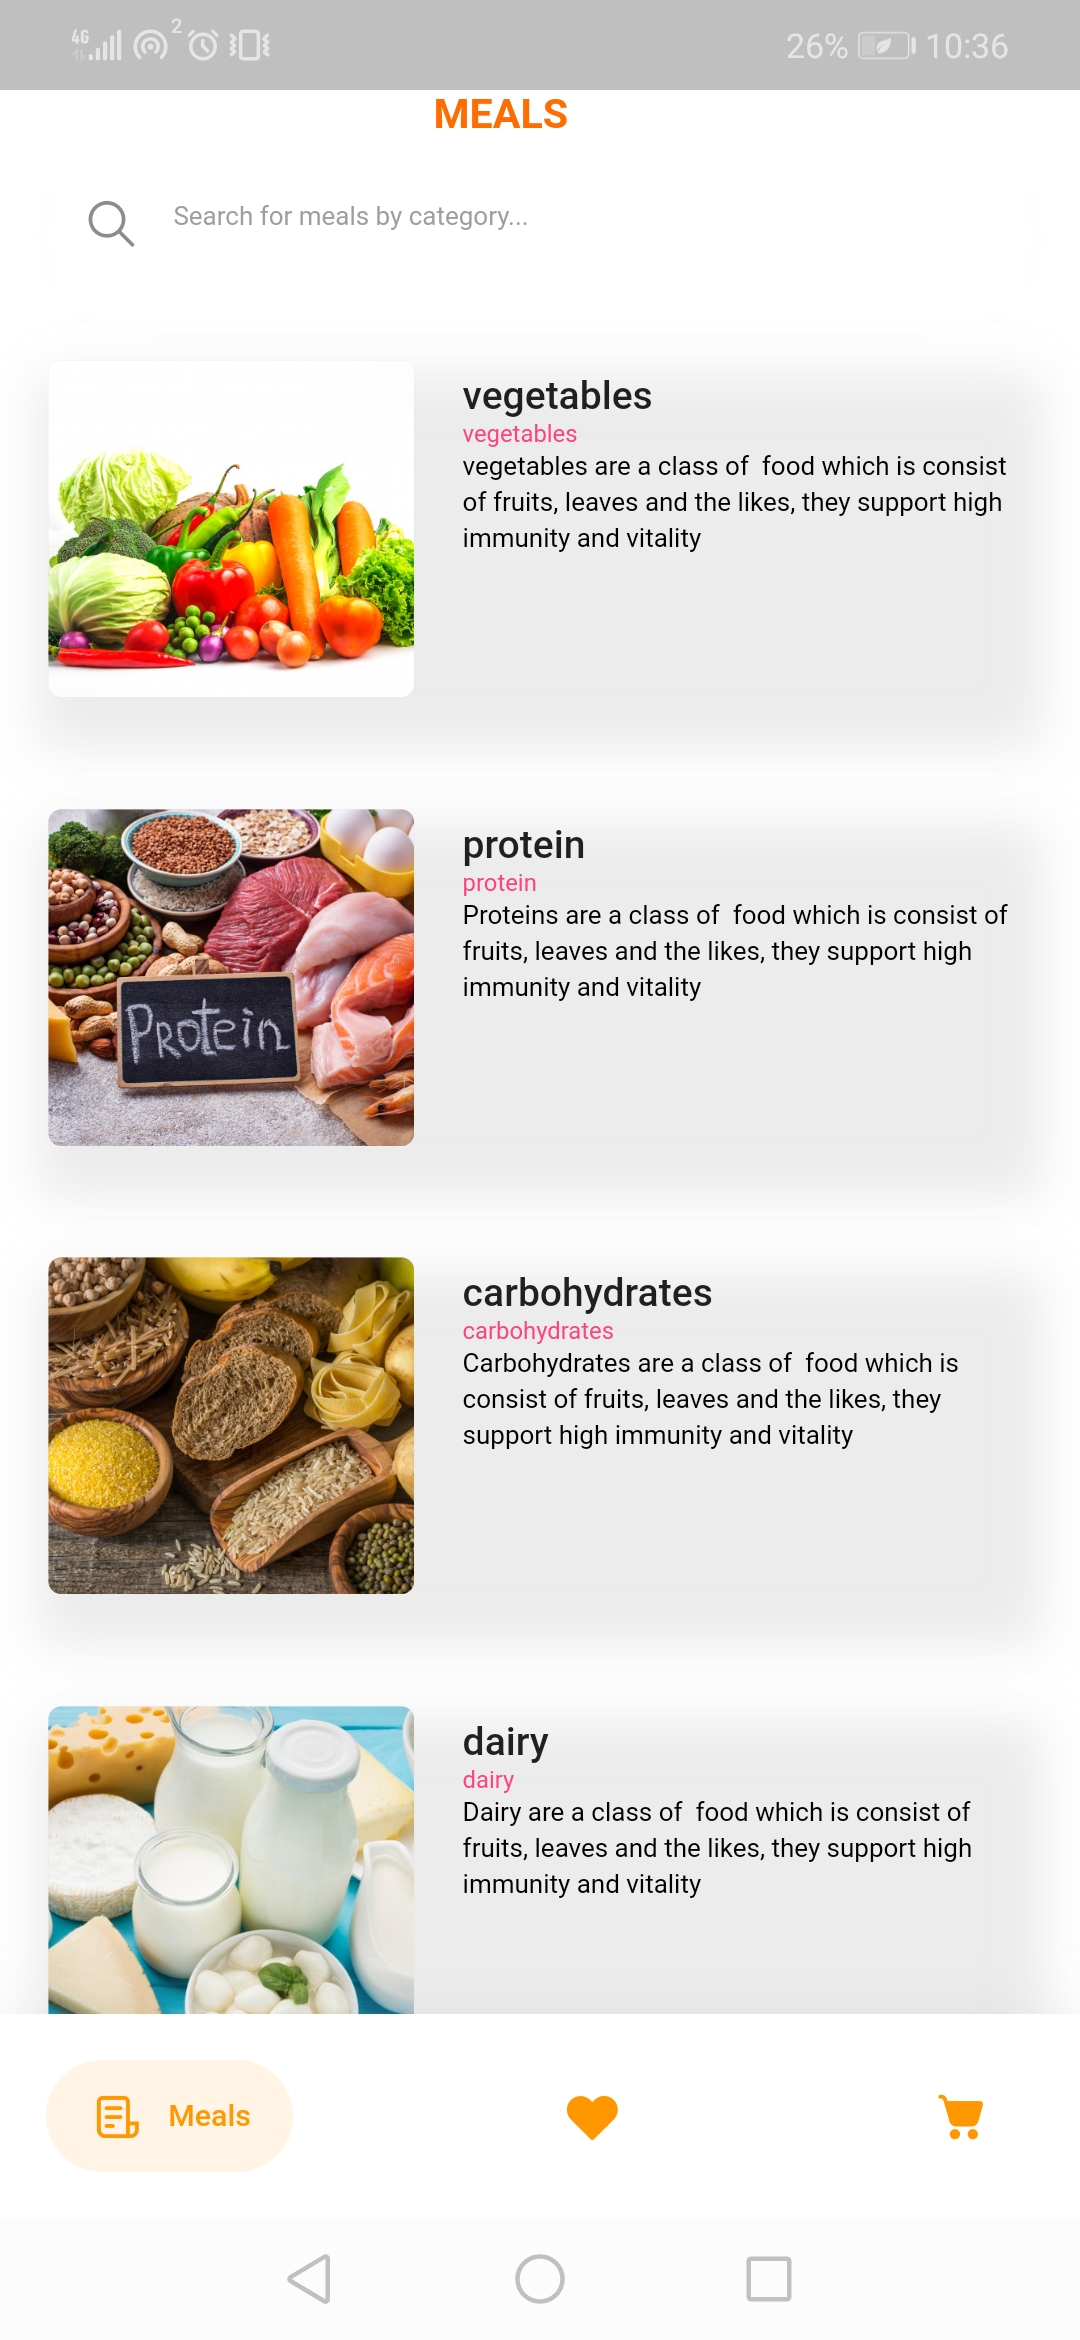 4G 2 26% 10:36
MEALS
Search for meals by category...
vegetables
vegetables
vegetables are a class of  food which is consist
of fruits, leaves and the likes, they support high
immunity and vitality
protein
protein
Proteins are a class of  food which is consist of
fruits, leaves and the likes, they support high
immunity and vitality
Protein
carbohydrates
carbohydrates
Carbohydrates are a class of  food which is
consist of fruits, leaves and the likes, they
support high immunity and vitality
dairy
dairy
Dairy are a class of  food which is consist of
fruits, leaves and the likes, they support high
immunity and vitality
Meals